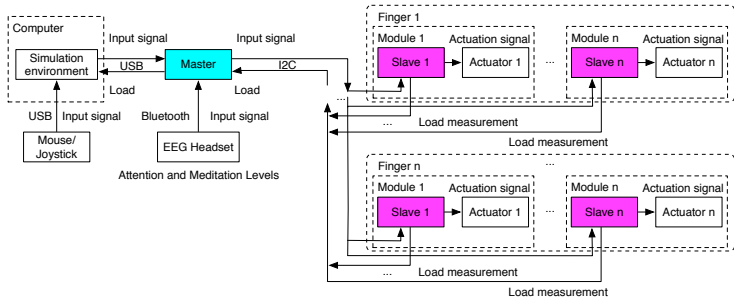 Computer
Simulation
environment
Input signal
USB
Load
Master
Input signal
I2C
Load
USB
Input signal
Mouse/
Joystick
Bluetooth
Input signal
EEG Headset
Attention and Meditation Levels
...
Finger 1
Module 1
Actuation signal
Slave 1
Actuator 1
...
Module n
Actuation signal
Slave n
Actuator n
...
Load measurement
Load measurement
...
Finger n
Module 1
Actuation signal
Slave 1
Actuator 1
...
Module n
Actuation signal
Slave n
Actuator n
...
Load measurement
Load measurement